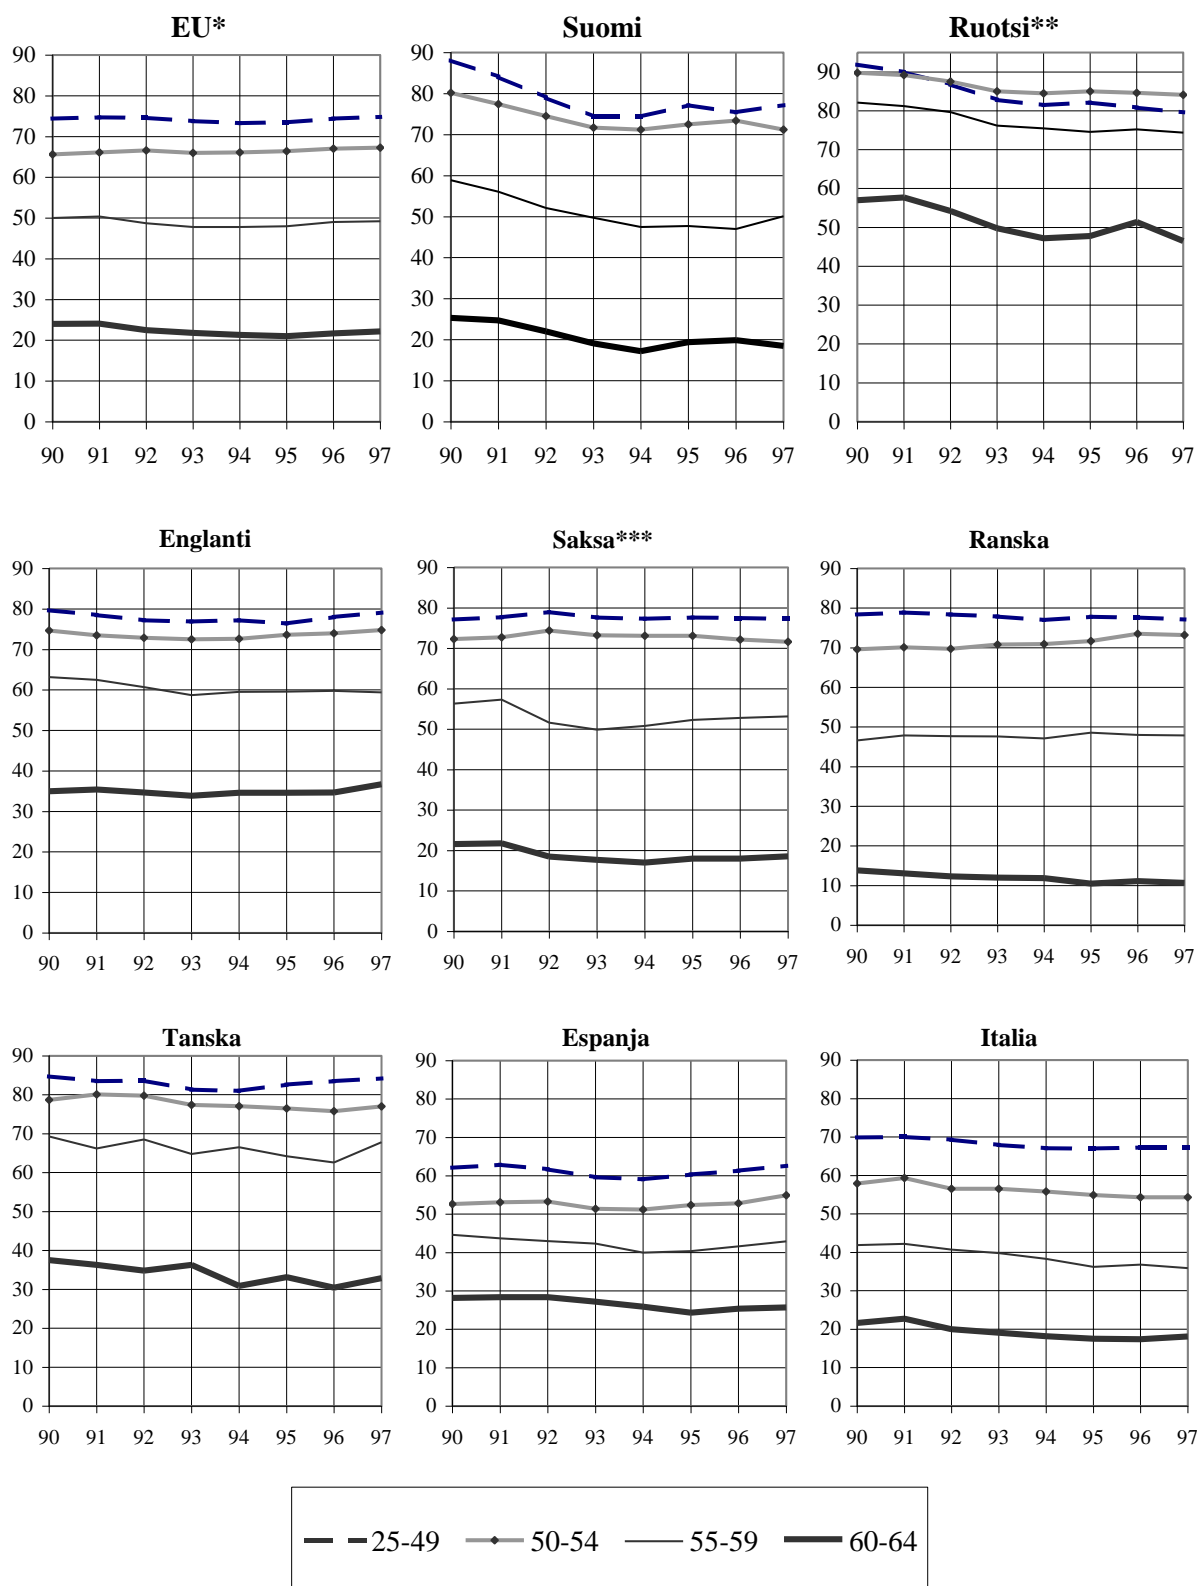 EU* Suomi Ruotsi**
90 90 90
80 80 80
70 70 70
60 60 60
50 50 50
40 40 40
30 30 30
20 20 20
10 10 10
0 0 0
90 91 92 93 94 95 96 97 90 91 92 93 94 95 96 97 90 91 92 93 94 95 96 97
Englanti Saksa*** Ranska
90 90 90
80 80 80
70 70 70
60 60 60
50 50 50
40 40 40
30 30 30
20 20 20
10 10 10
0 0 0
90 91 92 93 94 95 96 97 90 91 92 93 94 95 96 97 90 91 92 93 94 95 96 97
Tanska Espanja Italia
90 90 90
80 80 80
70 70 70
60 60 60
50 50 50
40 40 40
30 30 30
20 20 20
10 10 10
0 0 0
90 91 92 93 94 95 96 97 90 91 92 93 94 95 96 97 90 91 92 93 94 95 96 97
25-49 50-54 55-59 60-64